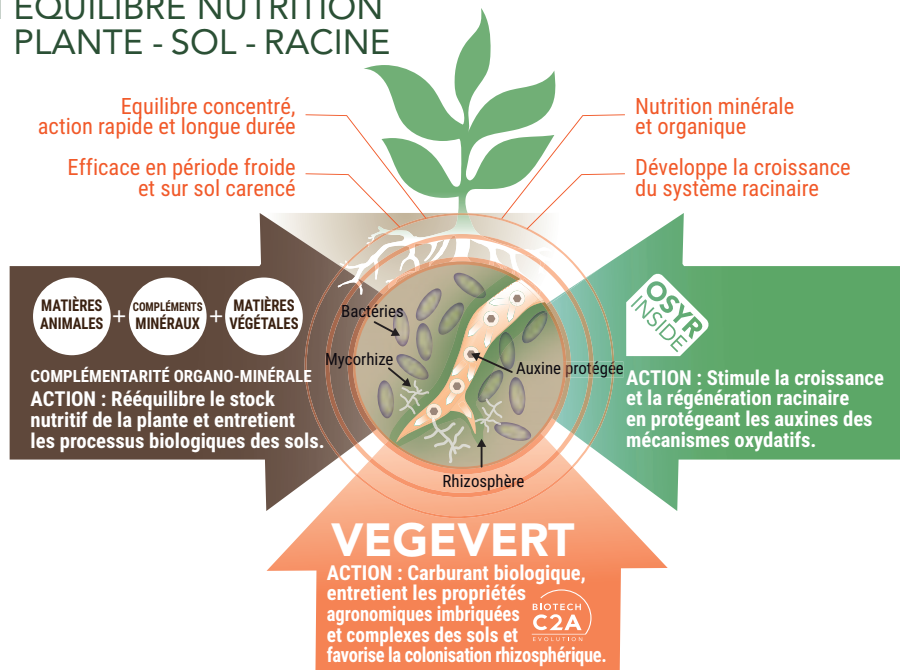 EQUILIBRE NUTRITION
PLANTE - SOL - RACINE
Equilibre concentré,
action rapide et longue durée
Efficace en période froide
et sur sol carencé
Nutrition minérale
et organique
Développe la croissance
du système racinaire
MATIÈRES
ANIMALES
+
COMPLÉMENTS
MINÉRAUX
+
MATIÈRES
VÉGÉTALES
COMPLÉMENTARITÉ ORGANO-MINÉRALE
ACTION : Rééquilibre le stock
nutritif de la plante et entretient
les processus biologiques des sols.
Bactéries
Mycorhize
Auxine protégée
Rhizosphère
OSYR
INSIDE
ACTION : Stimule la croissance
et la régénération racinaire
en protégeant les auxines des
mécanismes oxydatifs.
VEGEVERT
ACTION : Carburant biologique,
entretient les propriétés
agronomiques imbriquées
et complexes des sols et
favorise la colonisation rhizosphérique.
BIOTECH
C2A
EVOLUTION